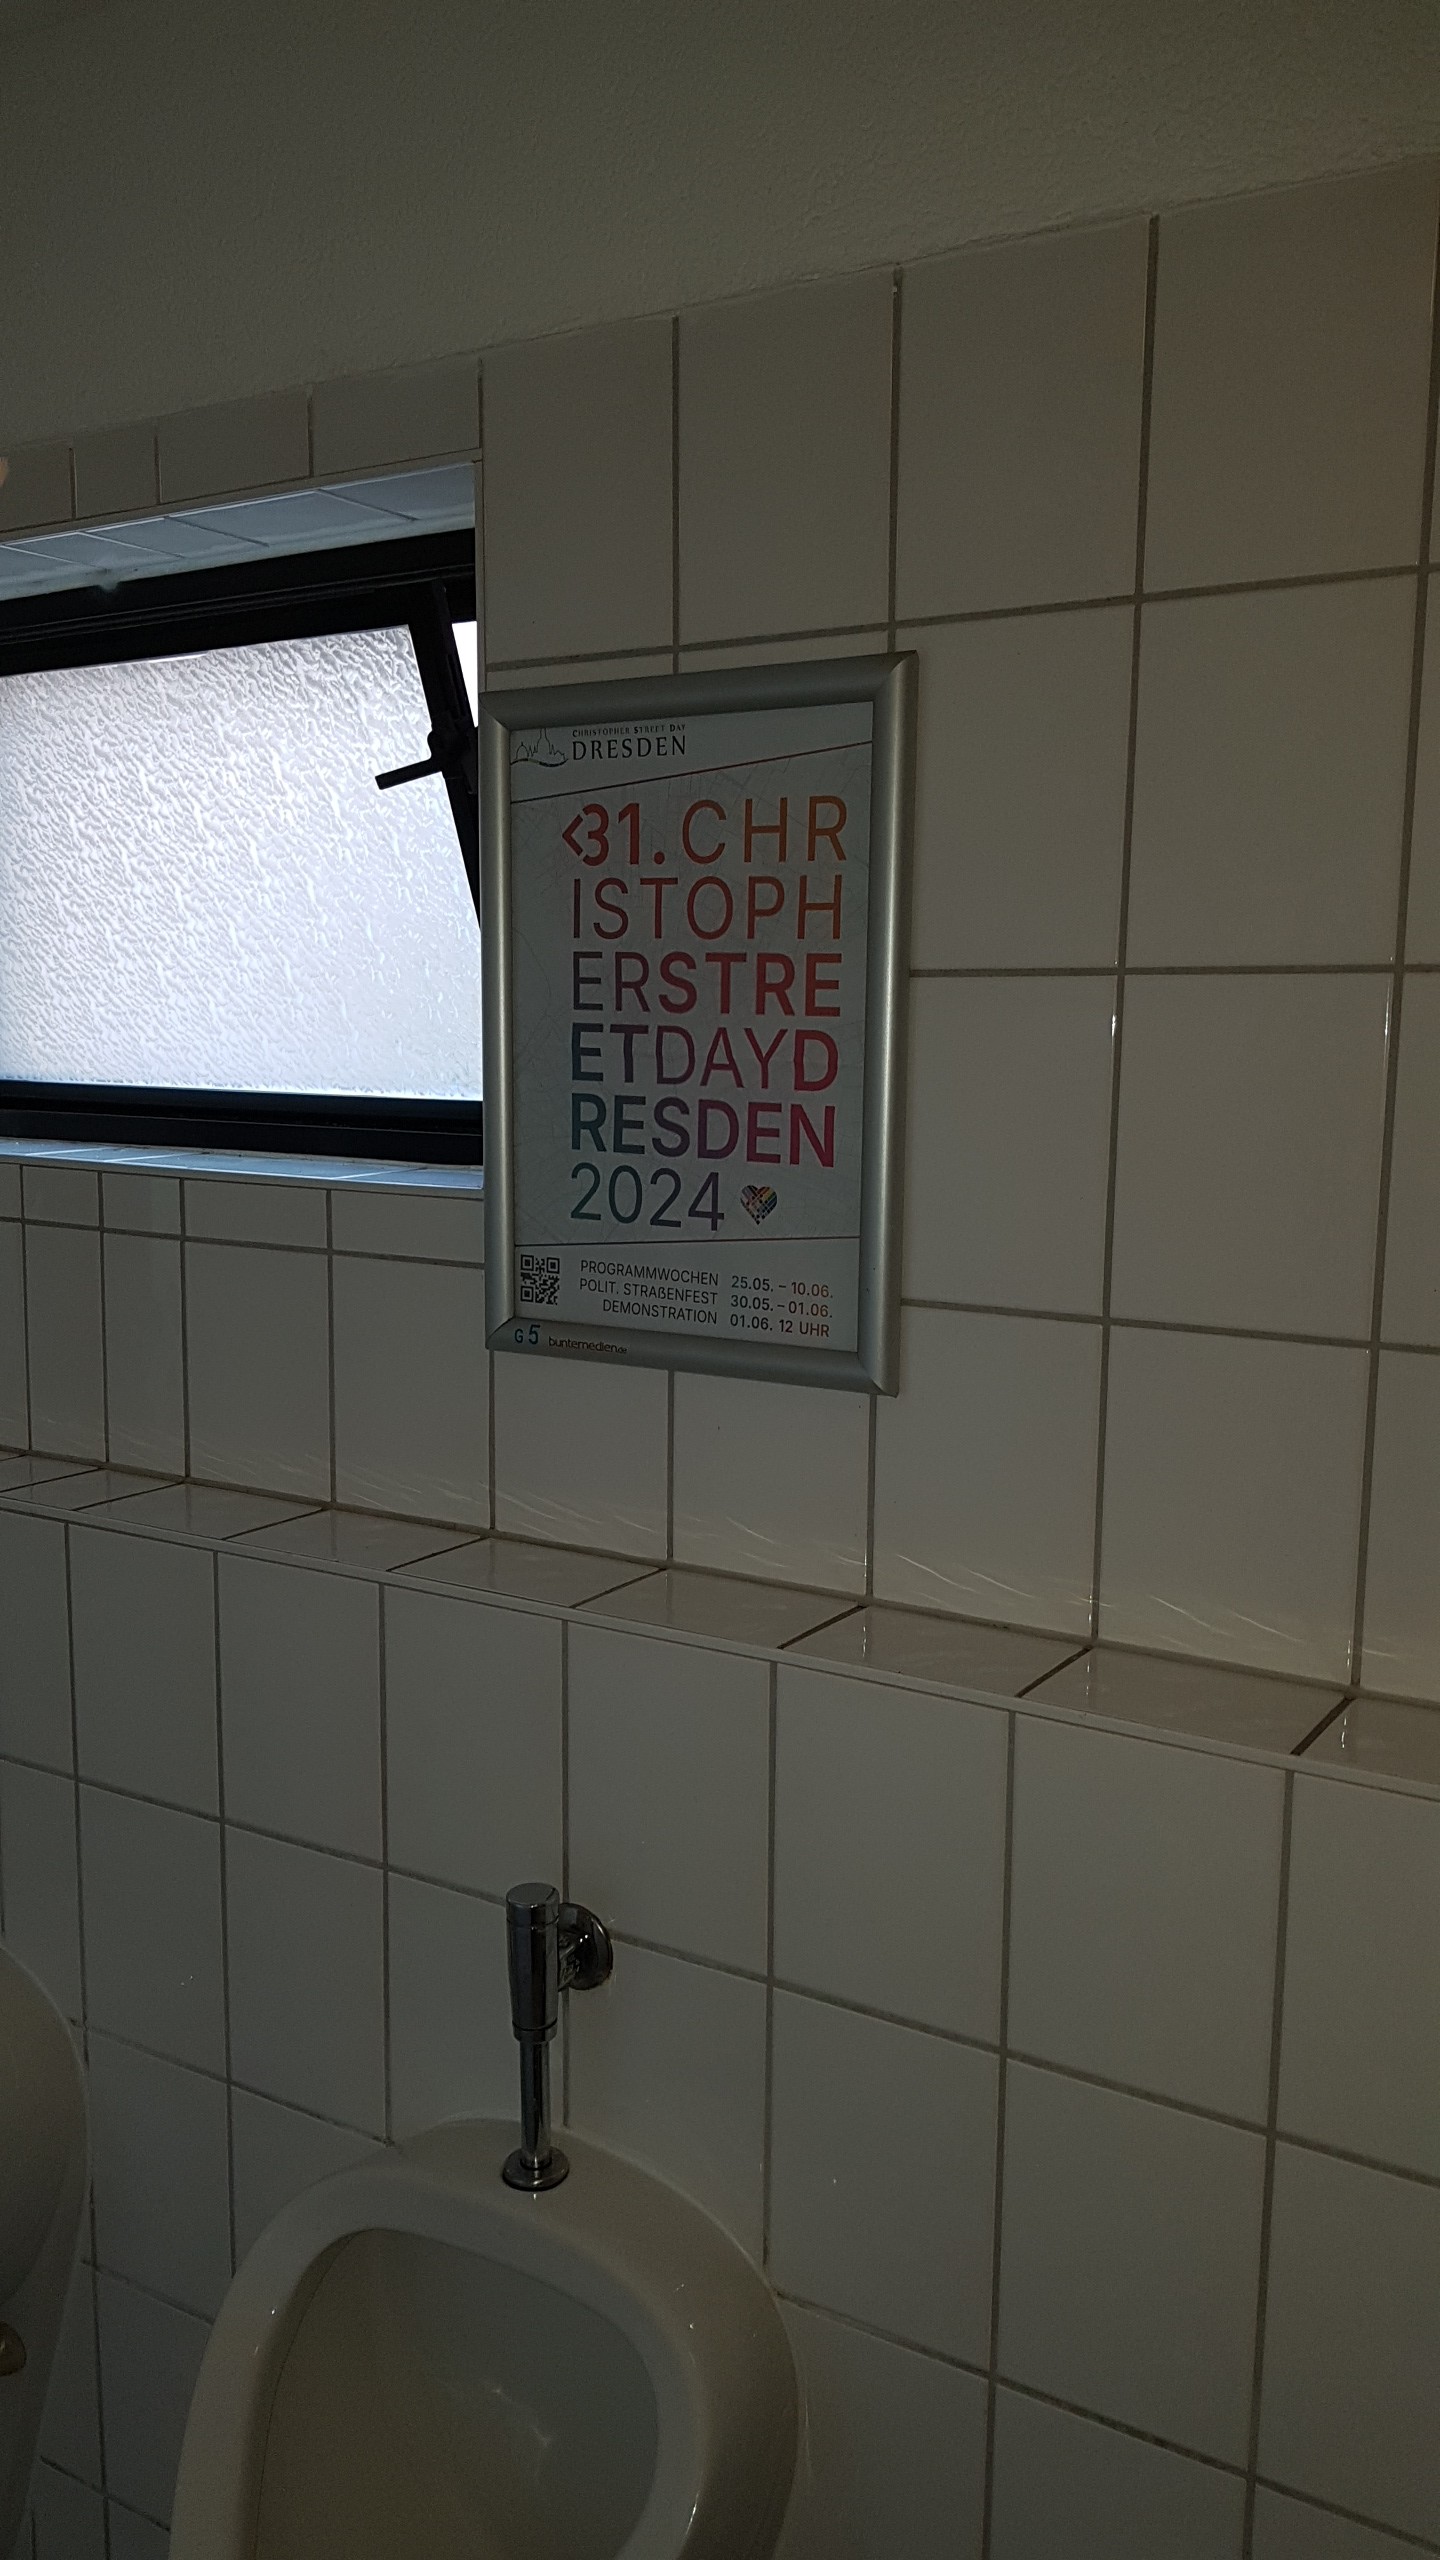 CHRISTOPHER STREET DAY
DRESDEN
<31. CHR
ISTOPH
ERSTRE
ETDAYD
RESDEN
2024
PROGRAMMWOCHEN 25.05. – 10.06.
POLIT. STRAßENFEST 30.05. – 01.06.
DEMONSTRATION 01.06. 12 UHR
G 5 buntemedien.de